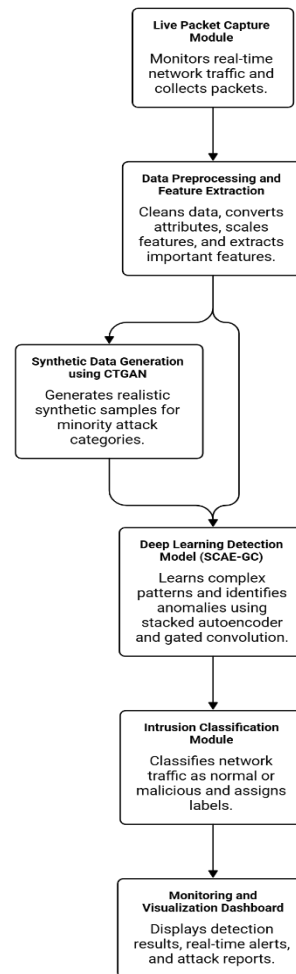 Live Packet Capture
Module
Monitors real-time
network traffic and
collects packets.
Data Preprocessing and
Feature Extraction
Cleans data, converts
attributes, scales
features, and extracts
important features.
Synthetic Data Generation
using CTGAN
Generates realistic
synthetic samples for
minority attack
categories.
Deep Learning Detection
Model (SCAE-GC)
Learns complex
patterns and identifies
anomalies using
stacked autoencoder
and gated convolution.
Intrusion Classification
Module
Classifies network
traffic as normal or
malicious and assigns
labels.
Monitoring and
Visualization Dashboard
Displays detection
results, real-time alerts,
and attack reports.